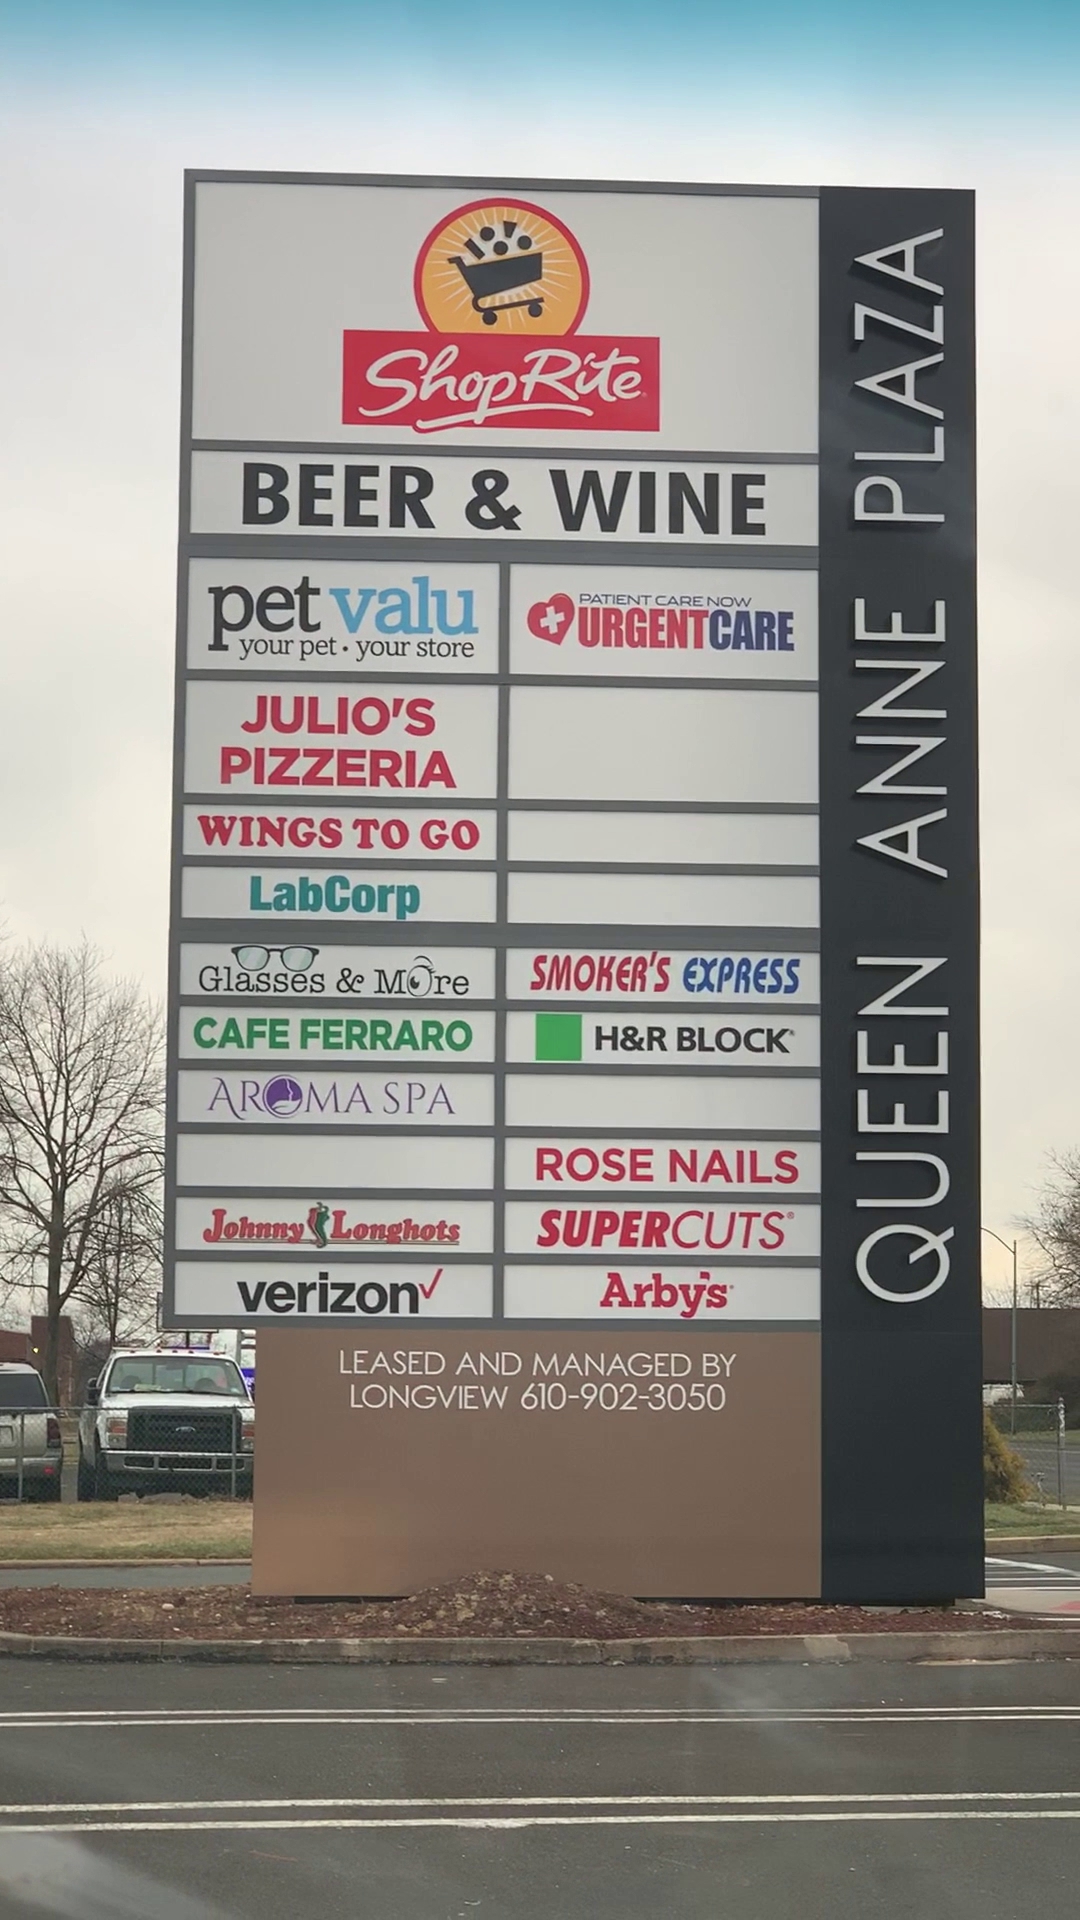 ShopRite
BEER & WINE
pet valu
your pet · your store
PATIENT CARE NOW
URGENTCARE
JULIO'S
PIZZERIA
WINGS TO GO
LabCorp
Glasses & More
SMOKER'S EXPRESS
CAFE FERRARO
H&R BLOCK®
AROMA SPA
ROSE NAILS
Johnny Longhots
SUPERCUTS®
verizon✓
Arby's
LEASED AND MANAGED BY
LONGVIEW 610-902-3050
QUEEN ANNE PLAZA